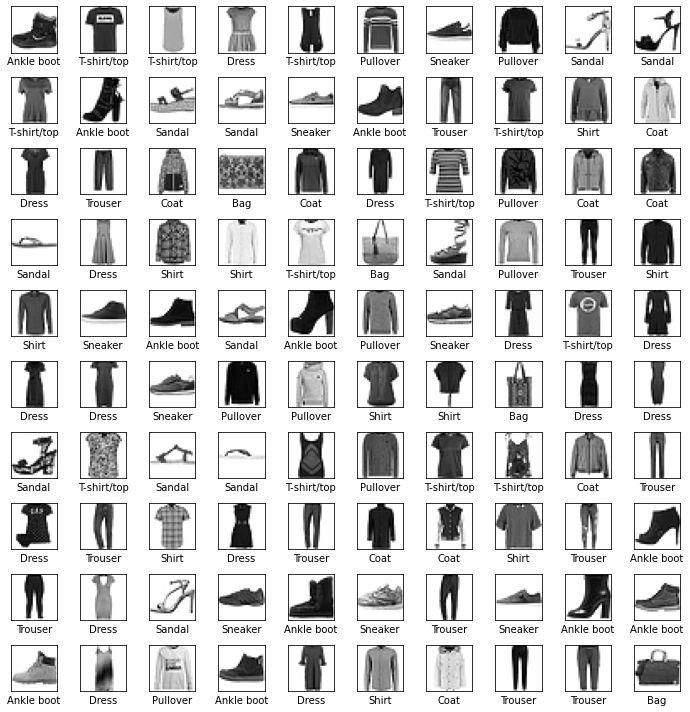 Ankle boot T-shirt/top T-shirt/top Dress T-shirt/top Pullover Sneaker Pullover Sandal Sandal
T-shirt/top Ankle boot Sandal Sandal Sneaker Ankle boot Trouser T-shirt/top Shirt Coat
Dress Trouser Coat Bag Coat Dress T-shirt/top Pullover Coat Coat
Sandal Dress Shirt Shirt T-shirt/top Bag Sandal Pullover Trouser Shirt
Shirt Sneaker Ankle boot Sandal Ankle boot Pullover Sneaker Dress T-shirt/top Dress
Dress Dress Sneaker Pullover Pullover Shirt Shirt Bag Dress Dress
Sandal T-shirt/top Sandal Sandal T-shirt/top Pullover T-shirt/top T-shirt/top Coat Trouser
Dress Trouser Shirt Dress Trouser Coat Coat Shirt Trouser Ankle boot
Trouser Dress Sandal Sneaker Ankle boot Sneaker Trouser Sneaker Ankle boot Ankle boot
Ankle boot Dress Pullover Ankle boot Dress Shirt Coat Trouser Trouser Bag